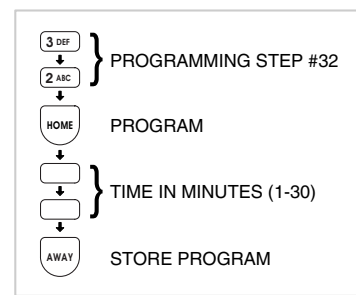 3 DEF
2 ABC
PROGRAMMING STEP #32
HOME
PROGRAM
TIME IN MINUTES (1-30)
AWAY
STORE PROGRAM